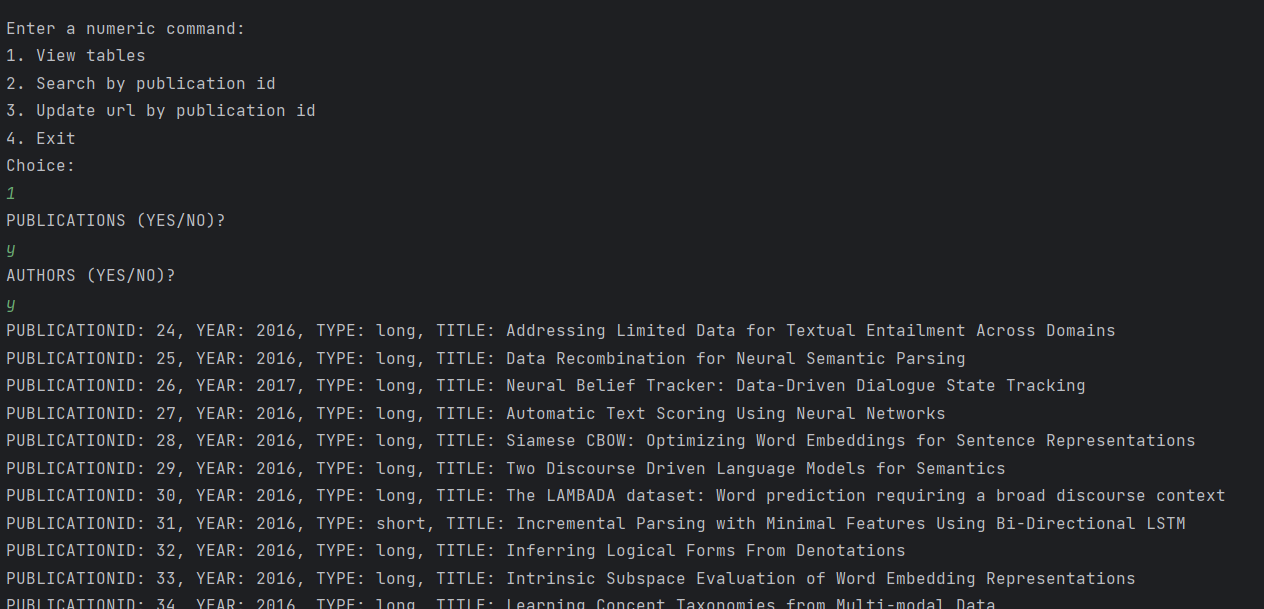 Enter a numeric command:
1. View tables
2. Search by publication id
3. Update url by publication id
4. Exit
Choice:
1
PUBLICATIONS (YES/NO)?
y
AUTHORS (YES/NO)?
y
PUBLICATIONID: 24, YEAR: 2016, TYPE: long, TITLE: Addressing Limited Data for Textual Entailment Across Domains
PUBLICATIONID: 25, YEAR: 2016, TYPE: long, TITLE: Data Recombination for Neural Semantic Parsing
PUBLICATIONID: 26, YEAR: 2017, TYPE: long, TITLE: Neural Belief Tracker: Data-Driven Dialogue State Tracking
PUBLICATIONID: 27, YEAR: 2016, TYPE: long, TITLE: Automatic Text Scoring Using Neural Networks
PUBLICATIONID: 28, YEAR: 2016, TYPE: long, TITLE: Siamese CBOW: Optimizing Word Embeddings for Sentence Representations
PUBLICATIONID: 29, YEAR: 2016, TYPE: long, TITLE: Two Discourse Driven Language Models for Semantics
PUBLICATIONID: 30, YEAR: 2016, TYPE: long, TITLE: The LAMBADA dataset: Word prediction requiring a broad discourse context
PUBLICATIONID: 31, YEAR: 2016, TYPE: short, TITLE: Incremental Parsing with Minimal Features Using Bi-Directional LSTM
PUBLICATIONID: 32, YEAR: 2016, TYPE: long, TITLE: Inferring Logical Forms From Denotations
PUBLICATIONID: 33, YEAR: 2016, TYPE: long, TITLE: Intrinsic Subspace Evaluation of Word Embedding Representations
PUBLICATIONID: 34, YEAR: 2016, TYPE: long, TITLE: Learning Concept Taxonomies from Multi-modal Data